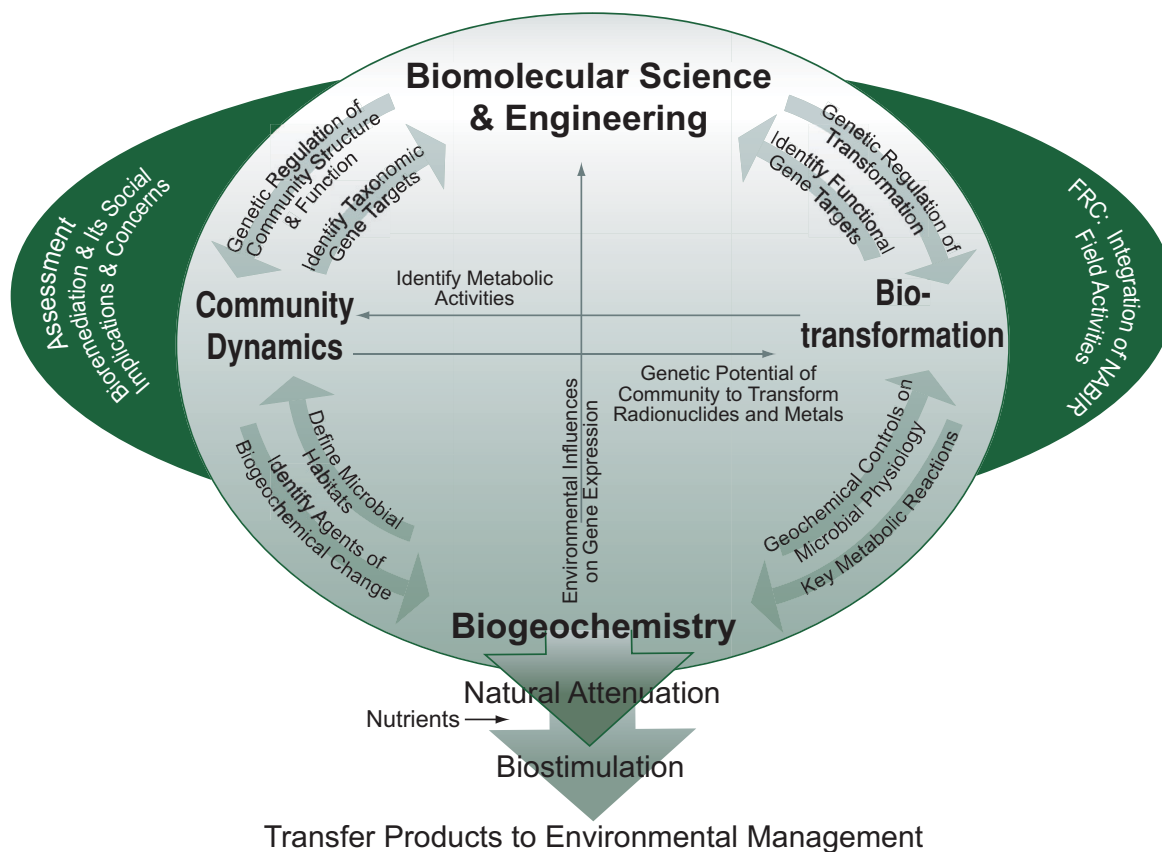 Biomolecular Science
& Engineering
Genetic Regulation of
Community Structure
& Function
Identify Taxonomic
Gene Targets
Genetic Regulation of
Transformation
Identify Functional
Gene Targets
Assessment
Bioremediation & Its Social
Implications & Concerns
FRC: Integration of NABIR
Field Activities
Identify Metabolic
Activities
Community
Dynamics
Bio-
transformation
Genetic Potential of
Community to Transform
Radionuclides and Metals
Environmental Influences
on Gene Expression
Define Microbial
Habitats
Identify Agents of
Biogeochemical Change
Geochemical Controls on
Microbial Physiology
Key Metabolic Reactions
Biogeochemistry
Natural Attenuation
Nutrients
Biostimulation
Transfer Products to Environmental Management